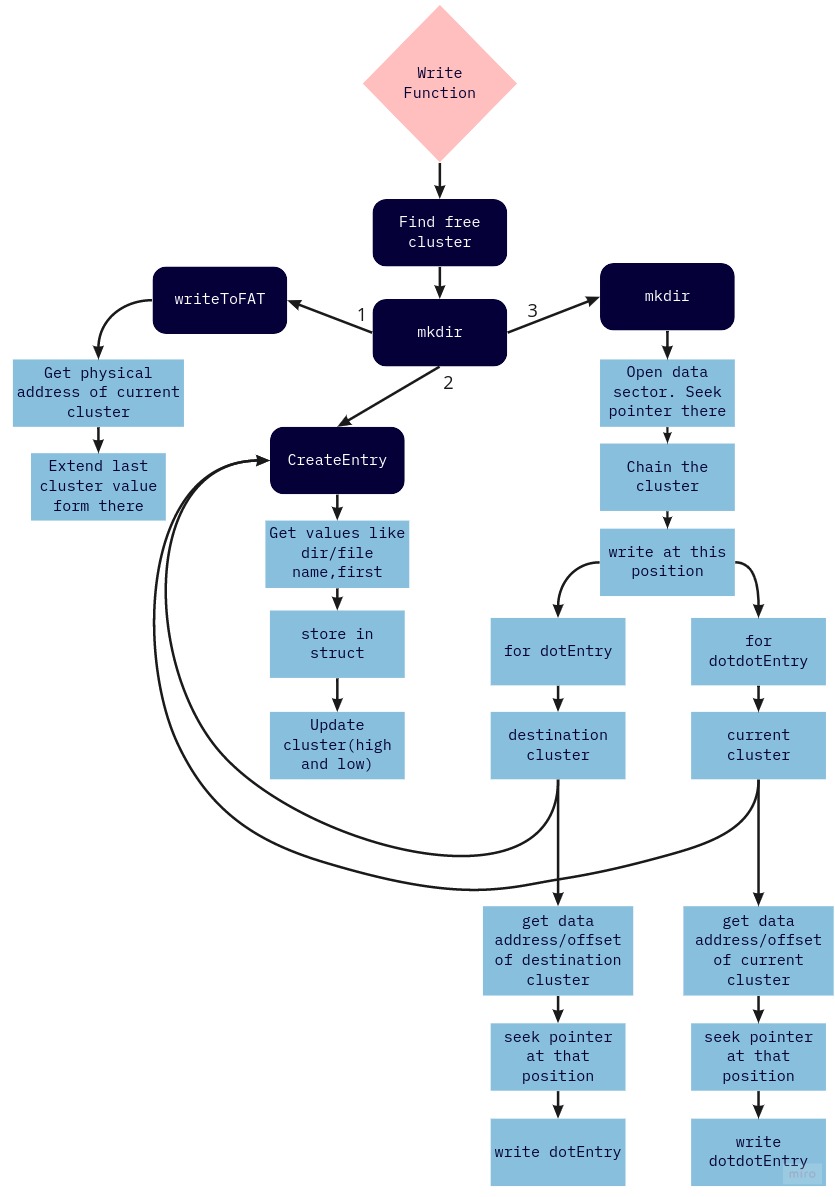 Write
Function
Find free
cluster
writeToFAT
1
mkdir
3
mkdir
2
Get physical
address of current
cluster
Extend last
cluster value
form there
CreateEntry
Get values like
dir/file
name,first
store in
struct
Update
cluster(high
and low)
Open data
sector. Seek
pointer there
Chain the
cluster
write at this
position
for dotEntry
destination
cluster
get data
address/offset
of destination
cluster
seek pointer
at that
position
write dotEntry
for
dotdotEntry
current
cluster
get data
address/offset
of current
cluster
seek pointer
at that
position
write
dotdotEntry
miro